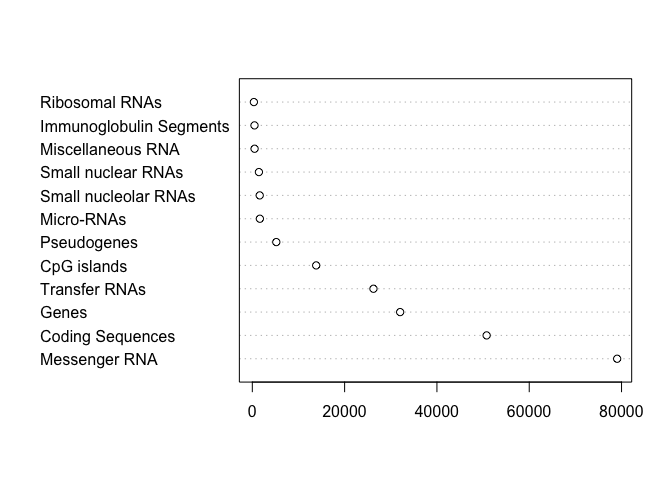 Ribosomal RNAs
Immunoglobulin Segments
Miscellaneous RNA
Small nuclear RNAs
Small nucleolar RNAs
Micro-RNAs
Pseudogenes
CpG islands
Transfer RNAs
Genes
Coding Sequences
Messenger RNA
0 20000 40000 60000 80000